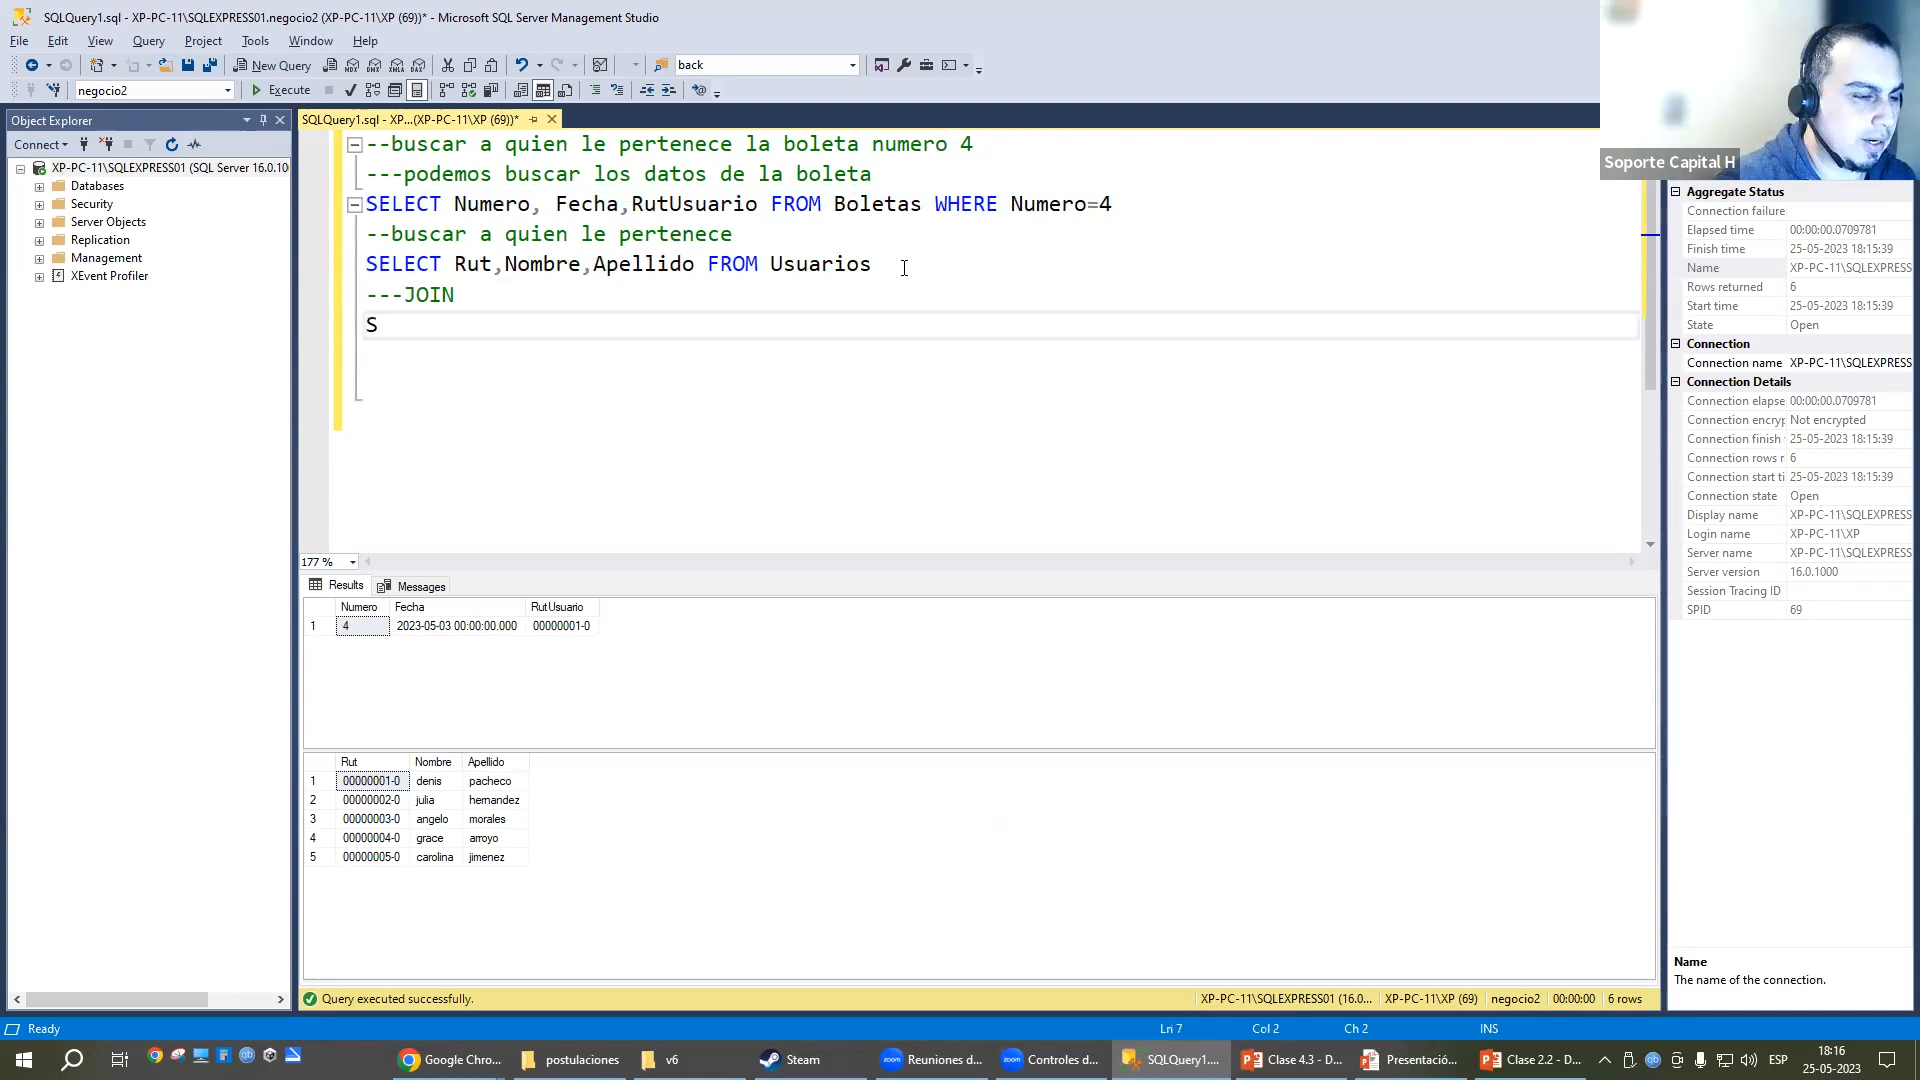 SQLQuery1.sql - XP-PC-11\SQLEXPRESS01.negocio2 (XP-PC-11\XP (69))* - Microsoft SQL Server Management Studio
File Edit View Query Project Tools Window Help
New Query
back
negocio2
Execute
Object Explorer
SQLQuery1.sql - XP...(XP-PC-11\XP (69))*
Connect
XP-PC-11\SQLEXPRESS01 (SQL Server 16.0.10
Databases
Security
Server Objects
Replication
Management
XEvent Profiler
--buscar a quien le pertenece la boleta numero 4
---podemos buscar los datos de la boleta
SELECT Numero, Fecha,RutUsuario FROM Boletas WHERE Numero=4
--buscar a quien le pertenece
SELECT Rut,Nombre,Apellido FROM Usuarios
---JOIN
S
177 %
Results Messages
Numero Fecha RutUsuario
1 4 2023-05-03 00:00:00.000 00000001-0
Rut Nombre Apellido
1 00000001-0 denis pacheco
2 00000002-0 julia hernandez
3 00000003-0 angelo morales
4 00000004-0 grace arroyo
5 00000005-0 carolina jimenez
Query executed successfully.
XP-PC-11\SQLEXPRESS01 (16.0... XP-PC-11\XP (69) negocio2 00:00:00 6 rows
Soporte Capital H
Aggregate Status
Connection failure
Elapsed time 00:00:00.0709781
Finish time 25-05-2023 18:15:39
Name XP-PC-11\SQLEXPRESS
Rows returned 6
Start time 25-05-2023 18:15:39
State Open
Connection
Connection name XP-PC-11\SQLEXPRESS
Connection Details
Connection elapse 00:00:00.0709781
Connection encryp Not encrypted
Connection finish 25-05-2023 18:15:39
Connection rows r 6
Connection start ti 25-05-2023 18:15:39
Connection state Open
Display name XP-PC-11\SQLEXPRESS
Login name XP-PC-11\XP
Server name XP-PC-11\SQLEXPRESS
Server version 16.0.1000
Session Tracing ID
SPID 69
Name
The name of the connection.
Ready
Ln 7 Col 2 Ch 2 INS
Google Chro... postulaciones v6 Steam Reuniones d... Controles d... SQLQuery1.... Clase 4.3 - D... Presentació... Clase 2.2 - D... ESP
18:16
25-05-2023